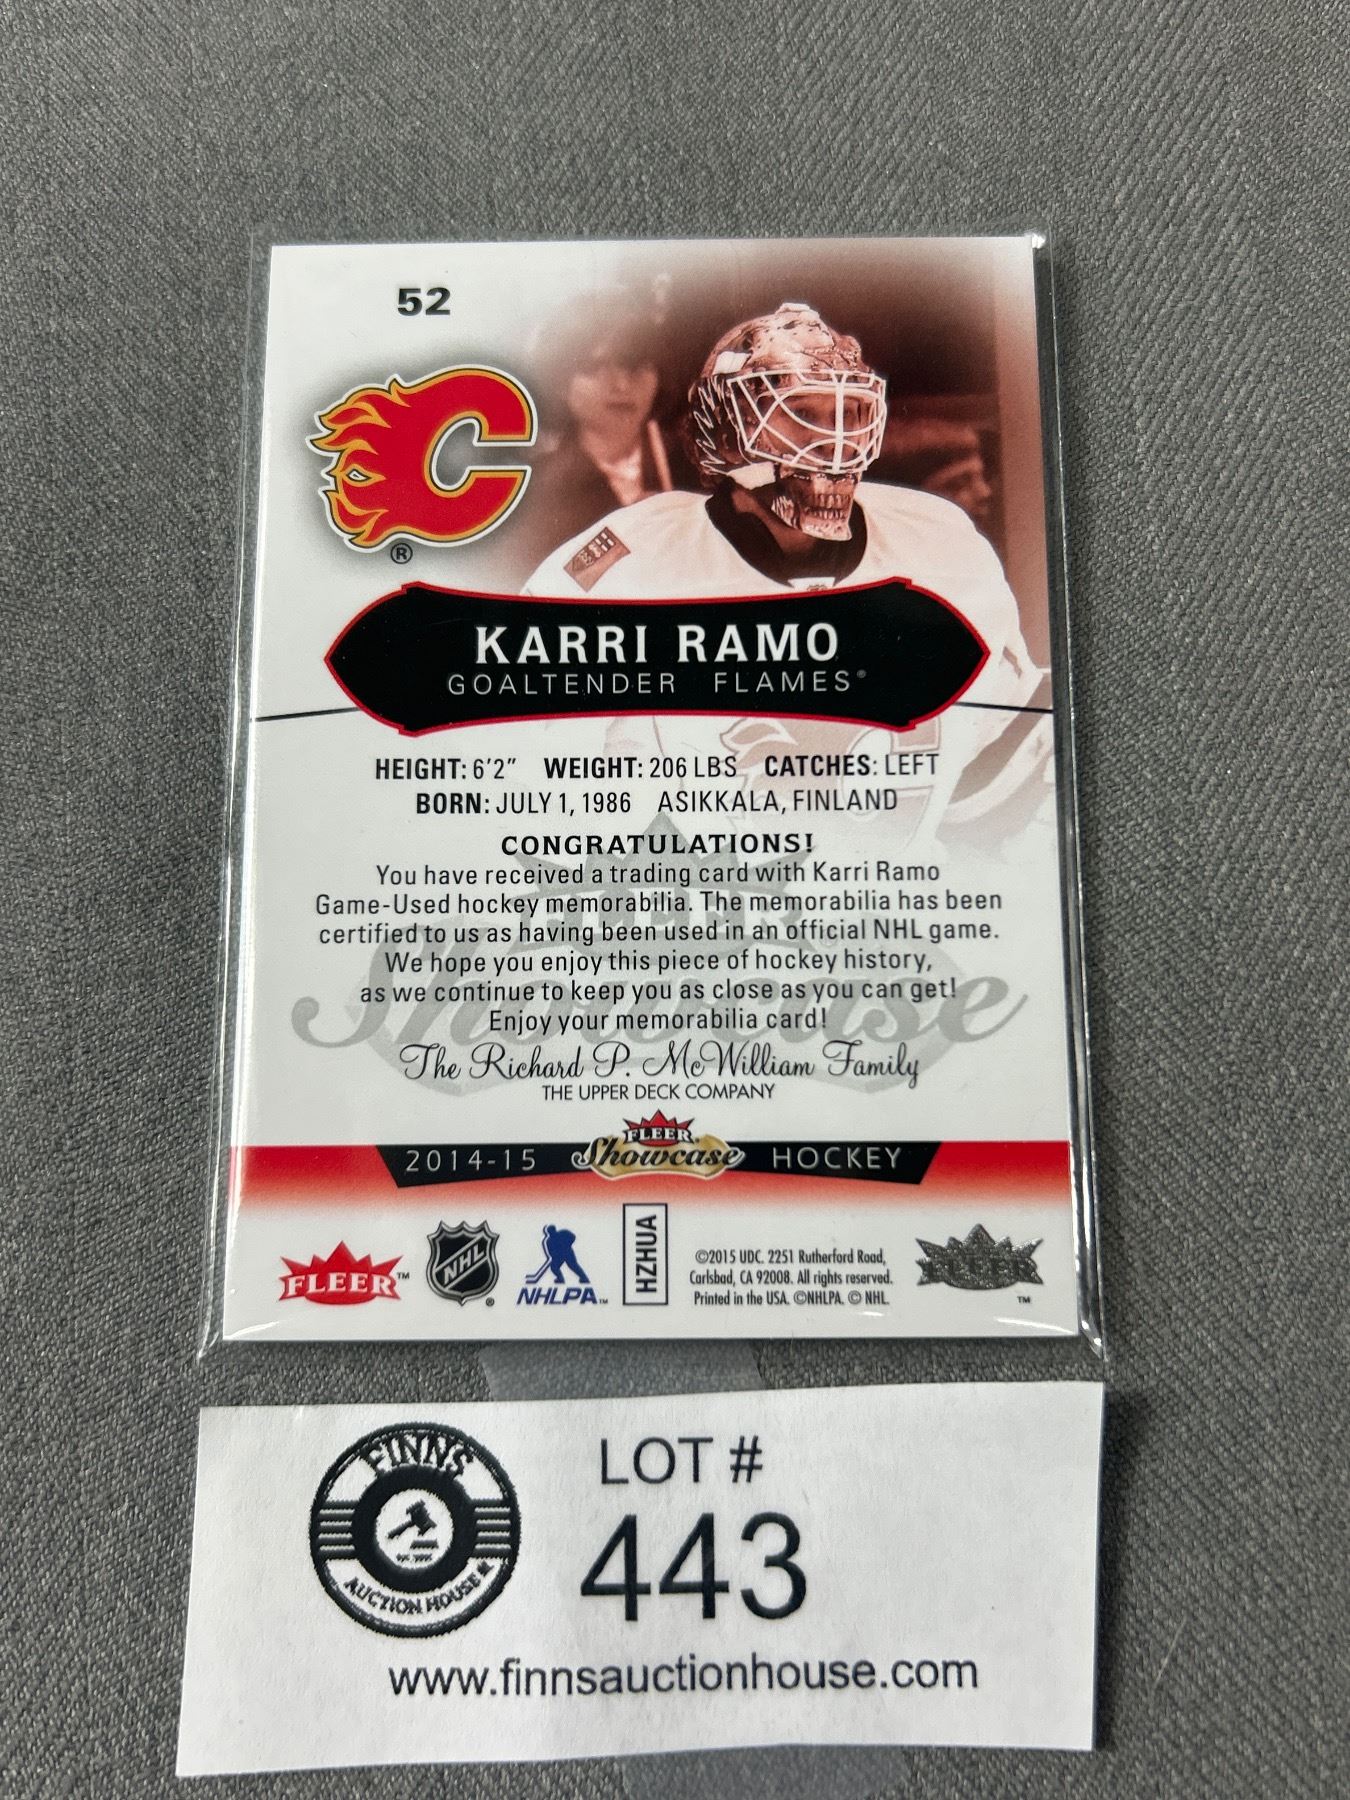 52
®
KARRI RAMO
GOALTENDER FLAMES®
HEIGHT: 6'2" WEIGHT: 206 LBS CATCHES: LEFT
BORN: JULY 1, 1986 ASIKKALA, FINLAND
CONGRATULATIONS!
You have received a trading card with Karri Ramo
Game-Used hockey memorabilia. The memorabilia has been
certified to us as having been used in an official NHL game.
We hope you enjoy this piece of hockey history,
as we continue to keep you as close as you can get!
Enjoy your memorabilia card!
The Richard P. McWilliam Family
THE UPPER DECK COMPANY
FLEER
2014-15 Showcase HOCKEY
FLEER™
NHL®
NHLPA™
HZHUA
©2015 UDC. 2251 Rutherford Road,
Carlsbad, CA 92008. All rights reserved.
Printed in the USA. ©NHLPA. © NHL.
FLEER™
FINNS
AUCTION HOUSE
LOT #
443
www.finnsauctionhouse.com